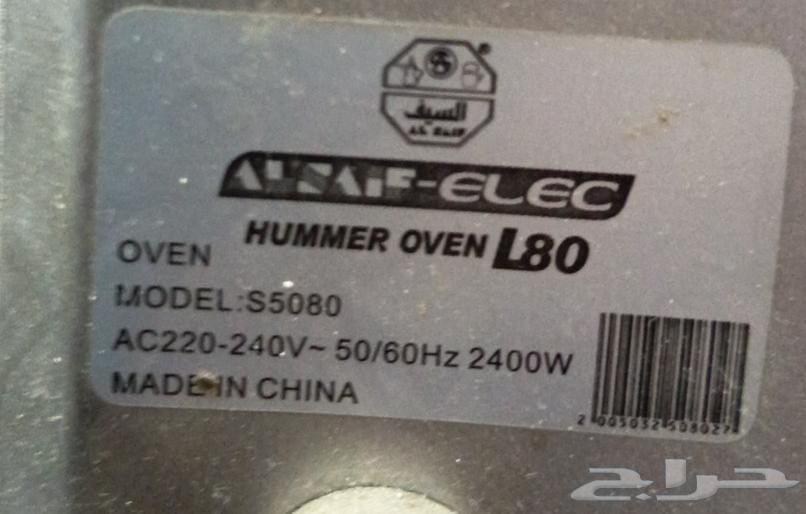 السيف
AL SAIF
ALSAIF-ELEC
HUMMER OVEN L80
OVEN
MODEL:S5080
AC220-240V~ 50/60Hz 2400W
MADE IN CHINA
2 005032 508027
حراج